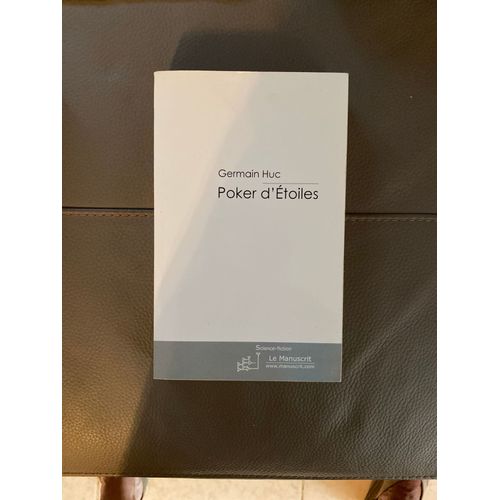 Germain Huc
Poker d'Étoiles
Science-fiction
Le Manuscrit
www.manuscrit.com